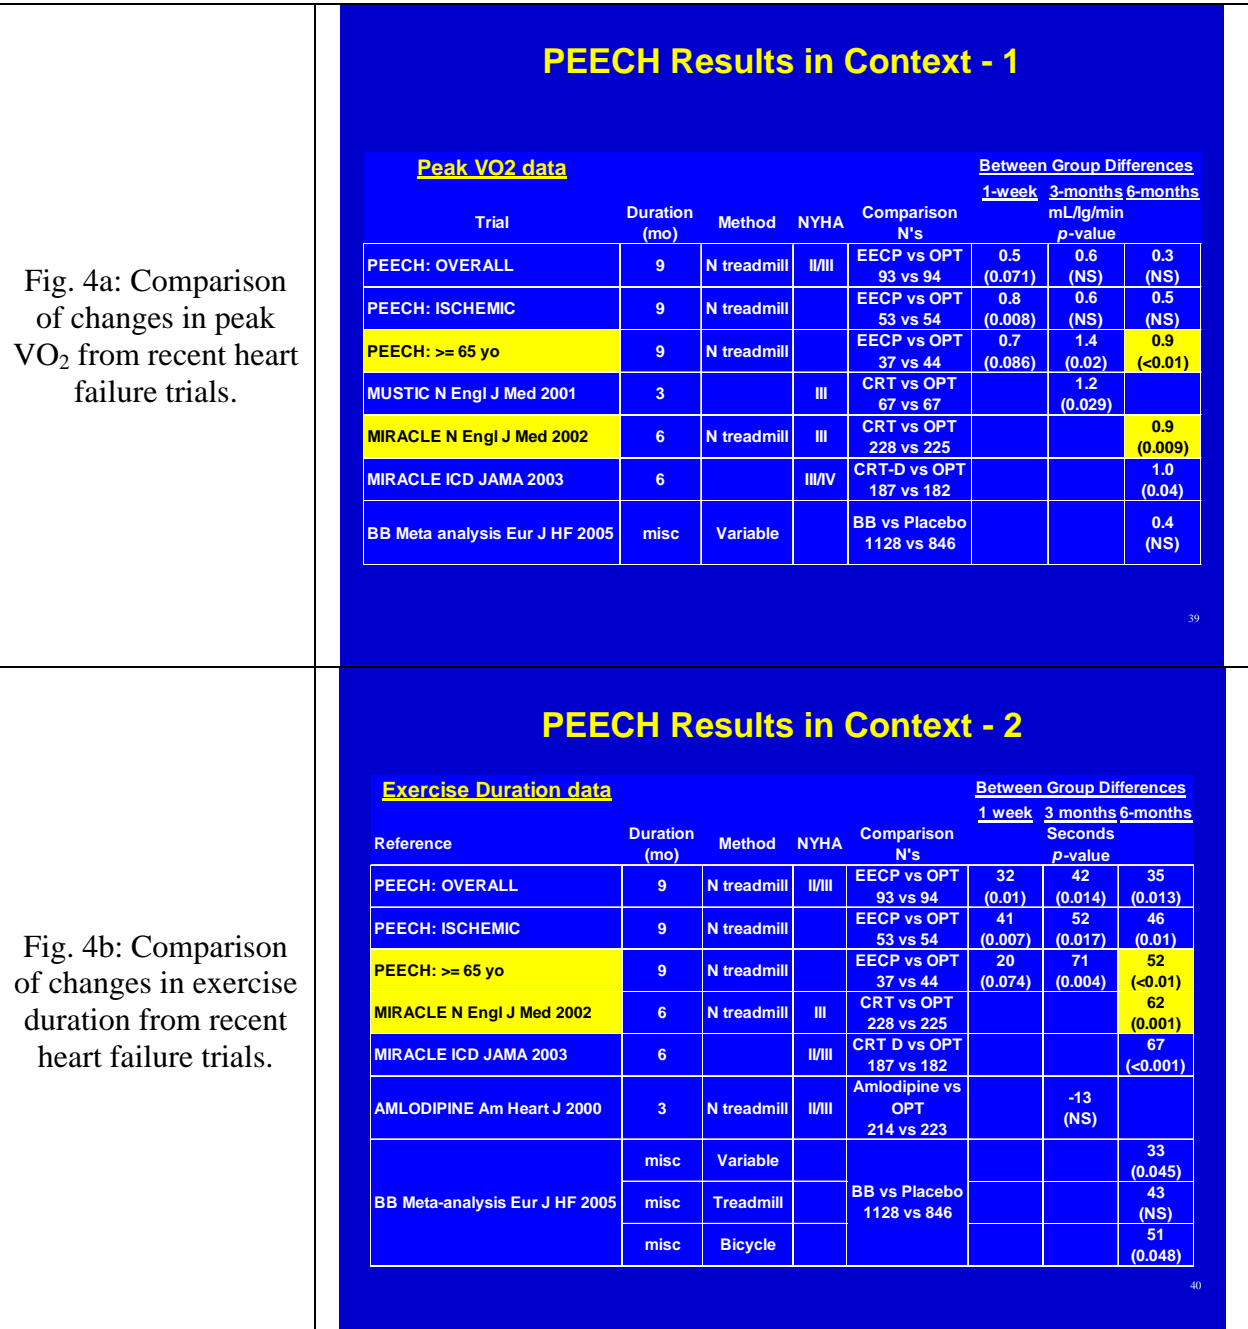 Fig. 4a: Comparison
of changes in peak
VO2 from recent heart
failure trials.
PEECH Results in Context - 1
Peak VO2 data
Between Group Differences
1-week 3-months 6-months
Trial Duration (mo) Method NYHA Comparison N's mL/lg/min p-value
PEECH: OVERALL 9 N treadmill II/III EECP vs OPT 0.5 0.6 0.3
93 vs 94 (0.071) (NS) (NS)
PEECH: ISCHEMIC 9 N treadmill EECP vs OPT 0.8 0.6 0.5
53 vs 54 (0.008) (NS) (NS)
PEECH: >= 65 yo 9 N treadmill EECP vs OPT 0.7 1.4 0.9
37 vs 44 (0.086) (0.02) (<0.01)
MUSTIC N Engl J Med 2001 3 III CRT vs OPT 1.2
67 vs 67 (0.029)
MIRACLE N Engl J Med 2002 6 N treadmill III CRT vs OPT 0.9
228 vs 225 (0.009)
MIRACLE ICD JAMA 2003 6 III/IV CRT-D vs OPT 1.0
187 vs 182 (0.04)
BB Meta analysis Eur J HF 2005 misc Variable BB vs Placebo 0.4
1128 vs 846 (NS)
39
Fig. 4b: Comparison
of changes in exercise
duration from recent
heart failure trials.
PEECH Results in Context - 2
Exercise Duration data
Between Group Differences
1 week 3 months 6-months
Reference Duration (mo) Method NYHA Comparison N's Seconds p-value
PEECH: OVERALL 9 N treadmill II/III EECP vs OPT 32 42 35
93 vs 94 (0.01) (0.014) (0.013)
PEECH: ISCHEMIC 9 N treadmill EECP vs OPT 41 52 46
53 vs 54 (0.007) (0.017) (0.01)
PEECH: >= 65 yo 9 N treadmill EECP vs OPT 20 71 52
37 vs 44 (0.074) (0.004) (<0.01)
MIRACLE N Engl J Med 2002 6 N treadmill III CRT vs OPT 62
228 vs 225 (0.001)
MIRACLE ICD JAMA 2003 6 II/III CRT D vs OPT 67
187 vs 182 (<0.001)
AMLODIPINE Am Heart J 2000 3 N treadmill II/III Amlodipine vs
OPT -13
214 vs 223 (NS)
BB Meta-analysis Eur J HF 2005 BB vs Placebo
1128 vs 846
misc Variable 33
(0.045)
misc Treadmill 43
(NS)
misc Bicycle 51
(0.048)
40